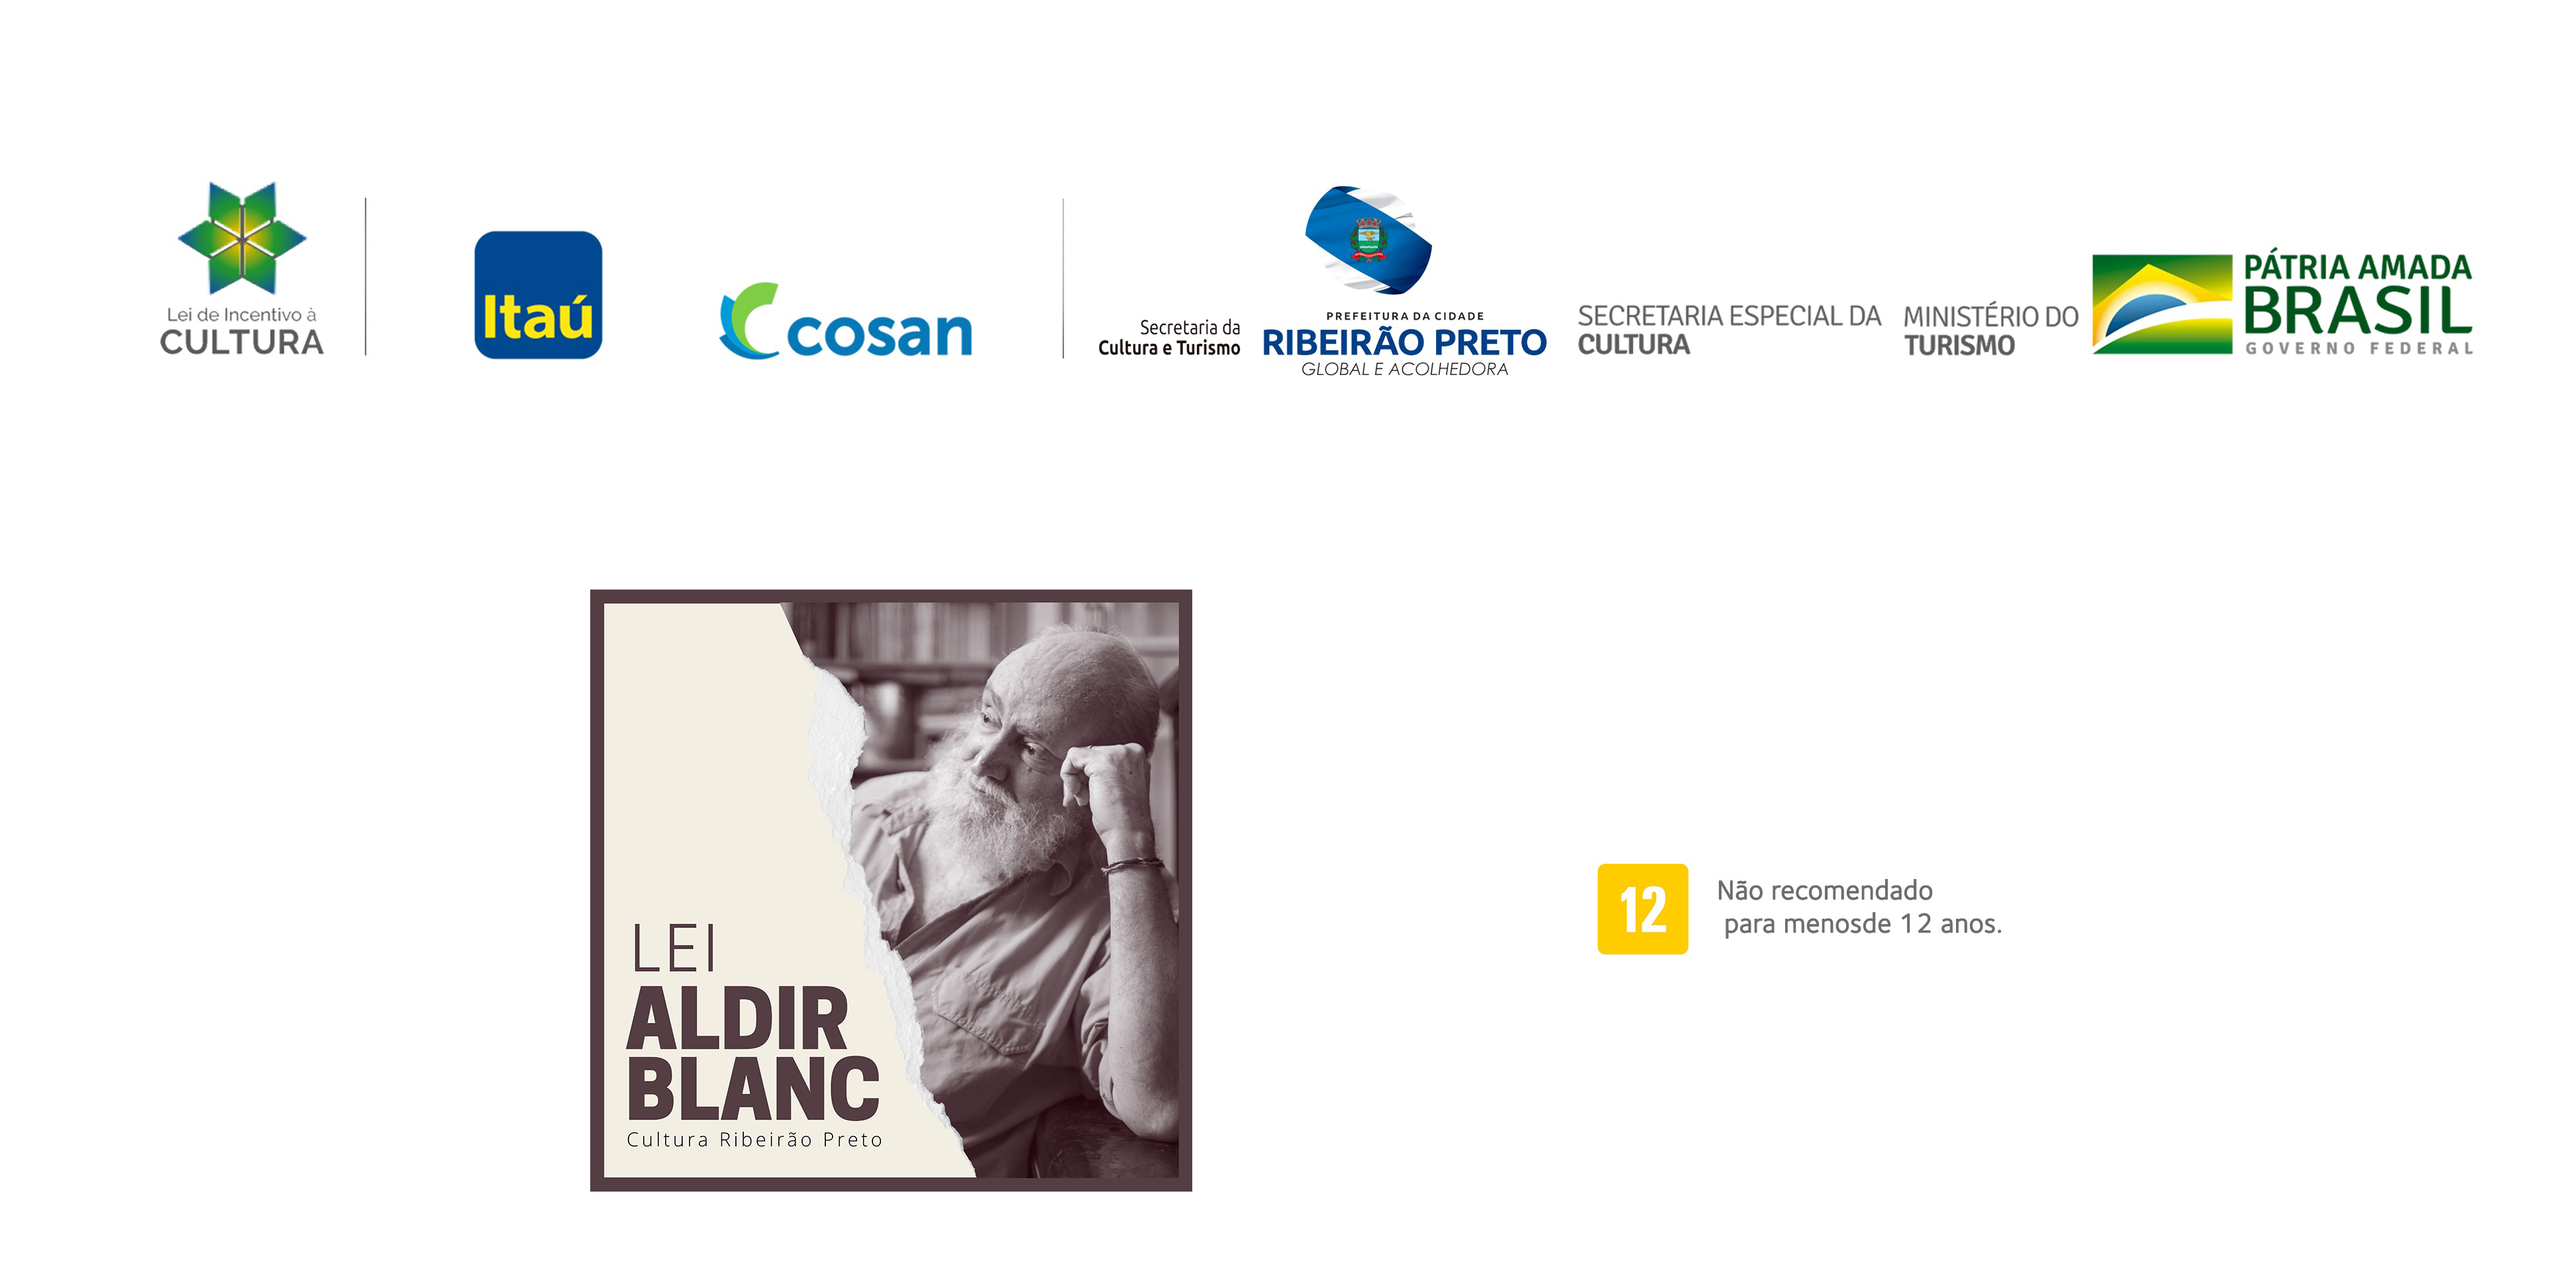 Lei de Incentivo à
CULTURA
Itaú
cosan
Secretaria da
Cultura e Turismo
PREFEITURA DA CIDADE
RIBEIRÃO PRETO
GLOBAL E ACOLHEDORA
SECRETARIA ESPECIAL DA
CULTURA
MINISTÉRIO DO
TURISMO
PÁTRIA AMADA
BRASIL
GOVERNO FEDERAL
LEI
ALDIR
BLANC
Cultura Ribeirão Preto
12
Não recomendado
para menosde 12 anos.